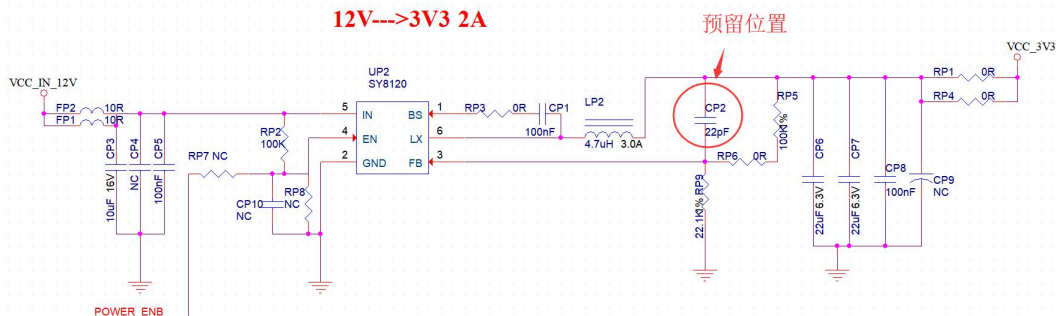 12V--->3V3 2A
预留位置
VCC_IN_12V
VCC_3V3
UP2
SY8120
FP2 10R
FP1 10R
5 IN
4 EN
2 GND
BS 1
LX 6
FB 3
RP3 0R
CP1
100nF
LP2
4.7uH 3.0A
CP2
22pF
RP5
100K1%
RP1 0R
RP4 0R
RP2
100K
RP7 NC
CP3
10uF 16V
CP4
NC
CP5
100nF
CP10
NC
RP8
NC
RP6 0R
RP9
22.1K1%
CP6
22uF 6.3V
CP7
22uF 6.3V
CP8
100nF
CP9
NC
POWER_ENB